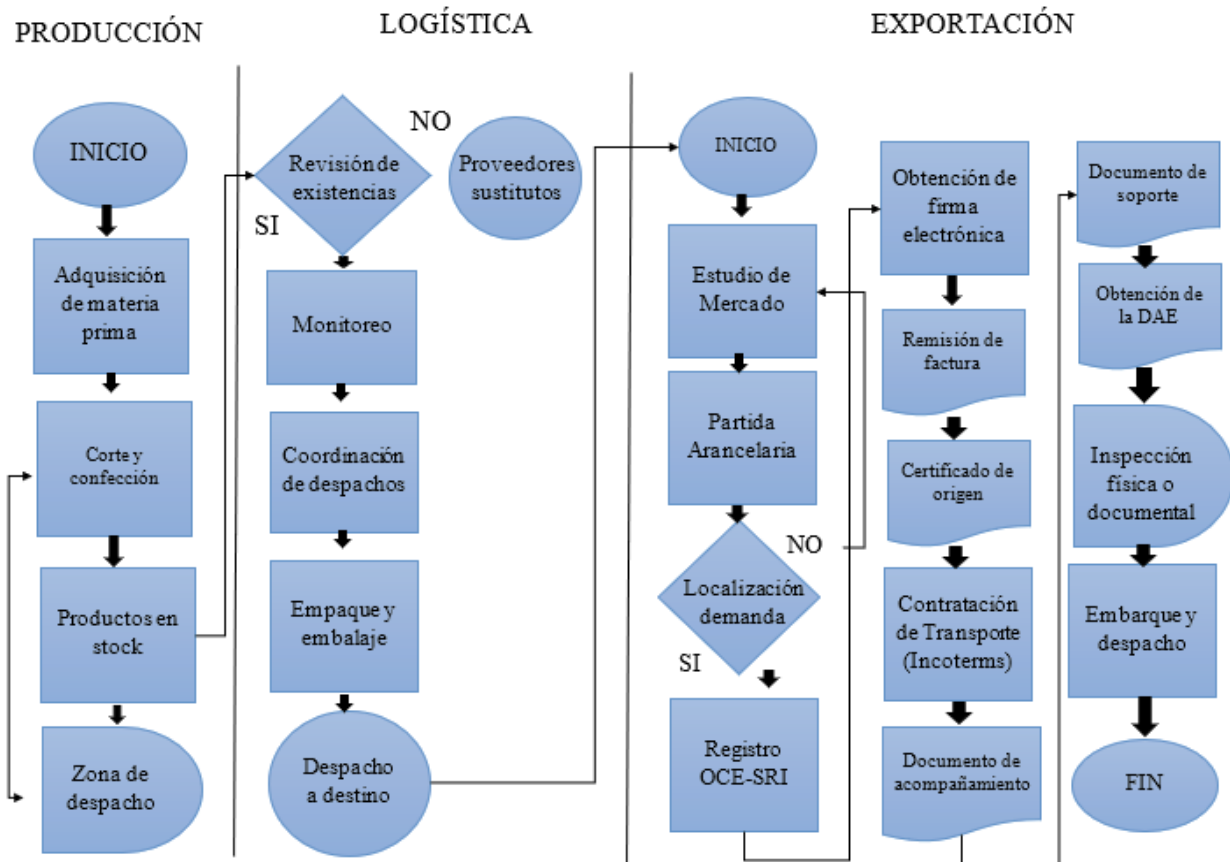 PRODUCCIÓN
LOGÍSTICA
EXPORTACIÓN
INICIO
Adquisición
de materia
prima
Corte y
confección
Productos en
stock
Zona de
despacho
Revisión de
existencias
NO
SI
Proveedores
sustitutos
Monitoreo
Coordinación
de despachos
Empaque y
embalaje
Despacho
a destino
INICIO
Estudio de
Mercado
Partida
Arancelaria
Localización
demanda
NO
SI
Registro
OCE-SRI
Obtención de
firma
electrónica
Remisión de
factura
Certificado de
origen
Contratación
de Transporte
(Incoterms)
Documento de
acompañamiento
Documento de
soporte
Obtención de
la DAE
Inspección
física o
documental
Embarque y
despacho
FIN